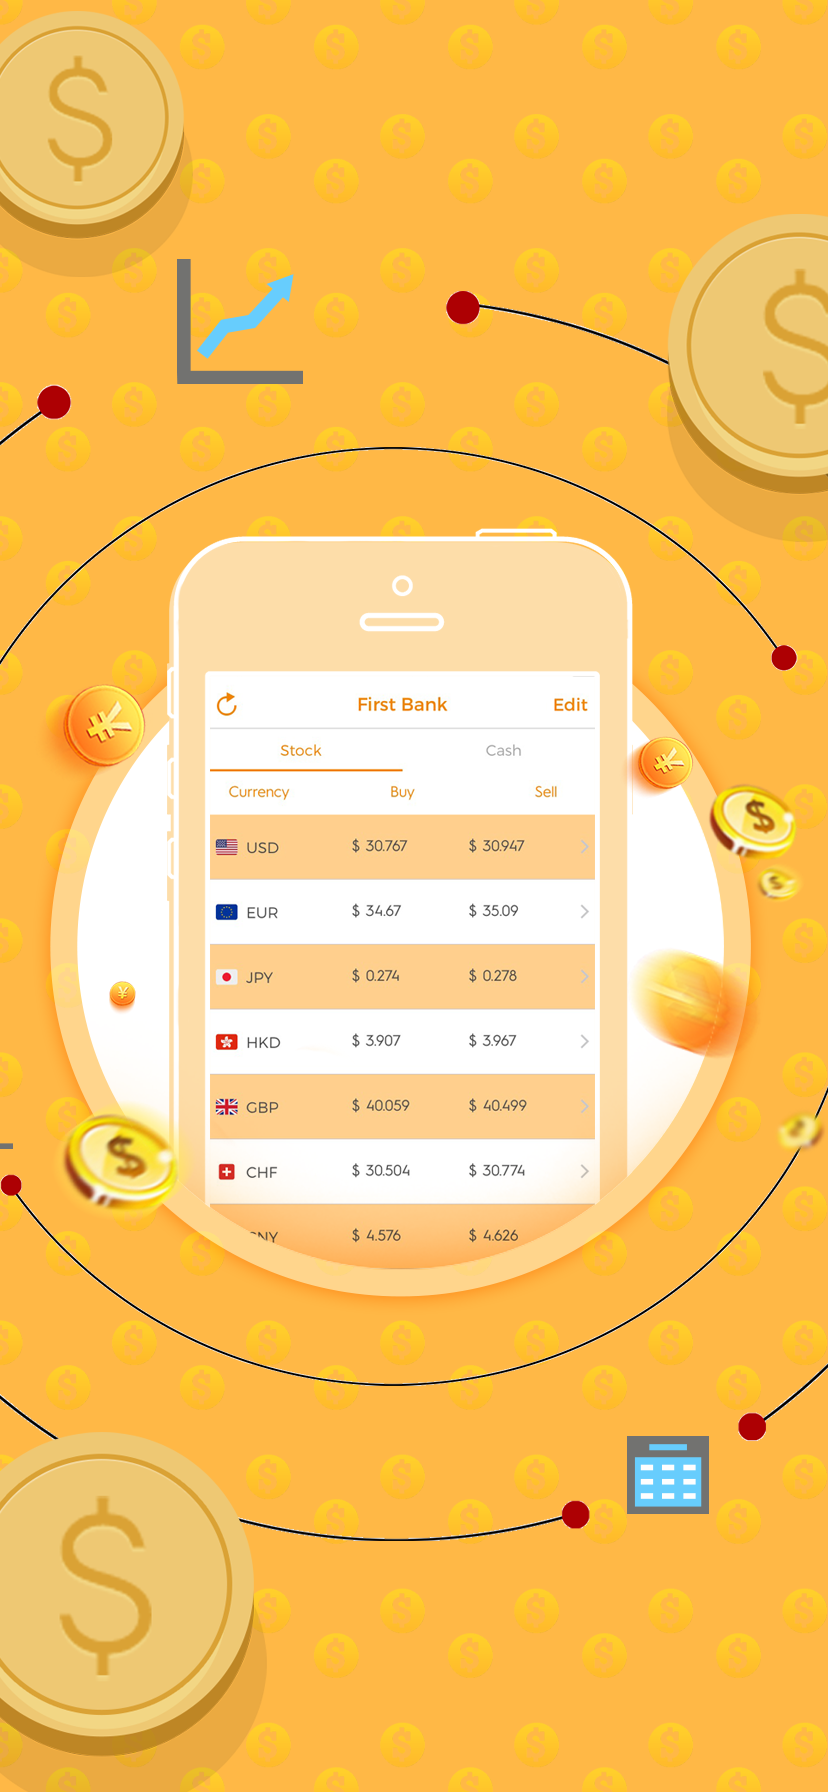 First Bank Edit
Stock Cash
Currency Buy Sell
USD $ 30.767 $ 30.947
EUR $ 34.67 $ 35.09
JPY $ 0.274 $ 0.278
HKD $ 3.907 $ 3.967
GBP $ 40.059 $ 40.499
CHF $ 30.504 $ 30.774
$ 4.576 $ 4.626